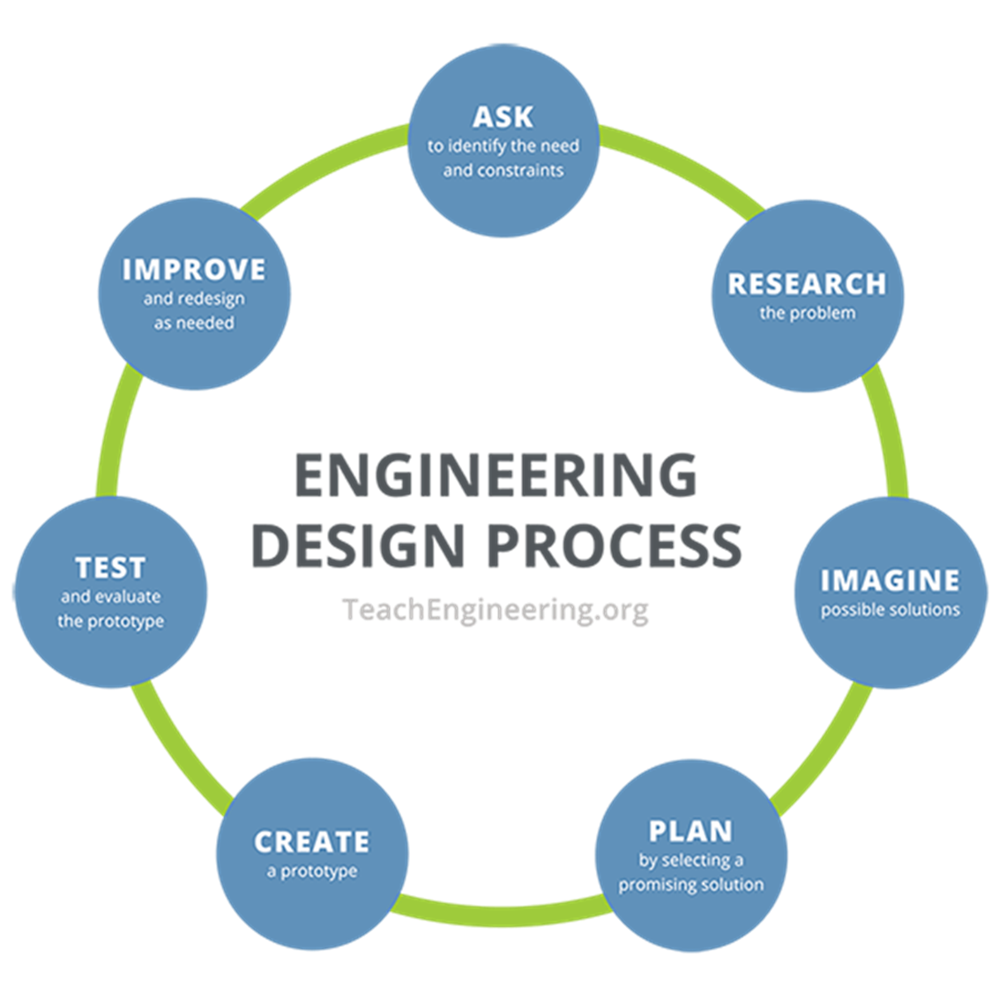 ASK
to identify the need
and constraints
RESEARCH
the problem
IMAGINE
possible solutions
PLAN
by selecting a
promising solution
CREATE
a prototype
TEST
and evaluate
the prototype
IMPROVE
and redesign
as needed
ENGINEERING
DESIGN PROCESS
TeachEngineering.org